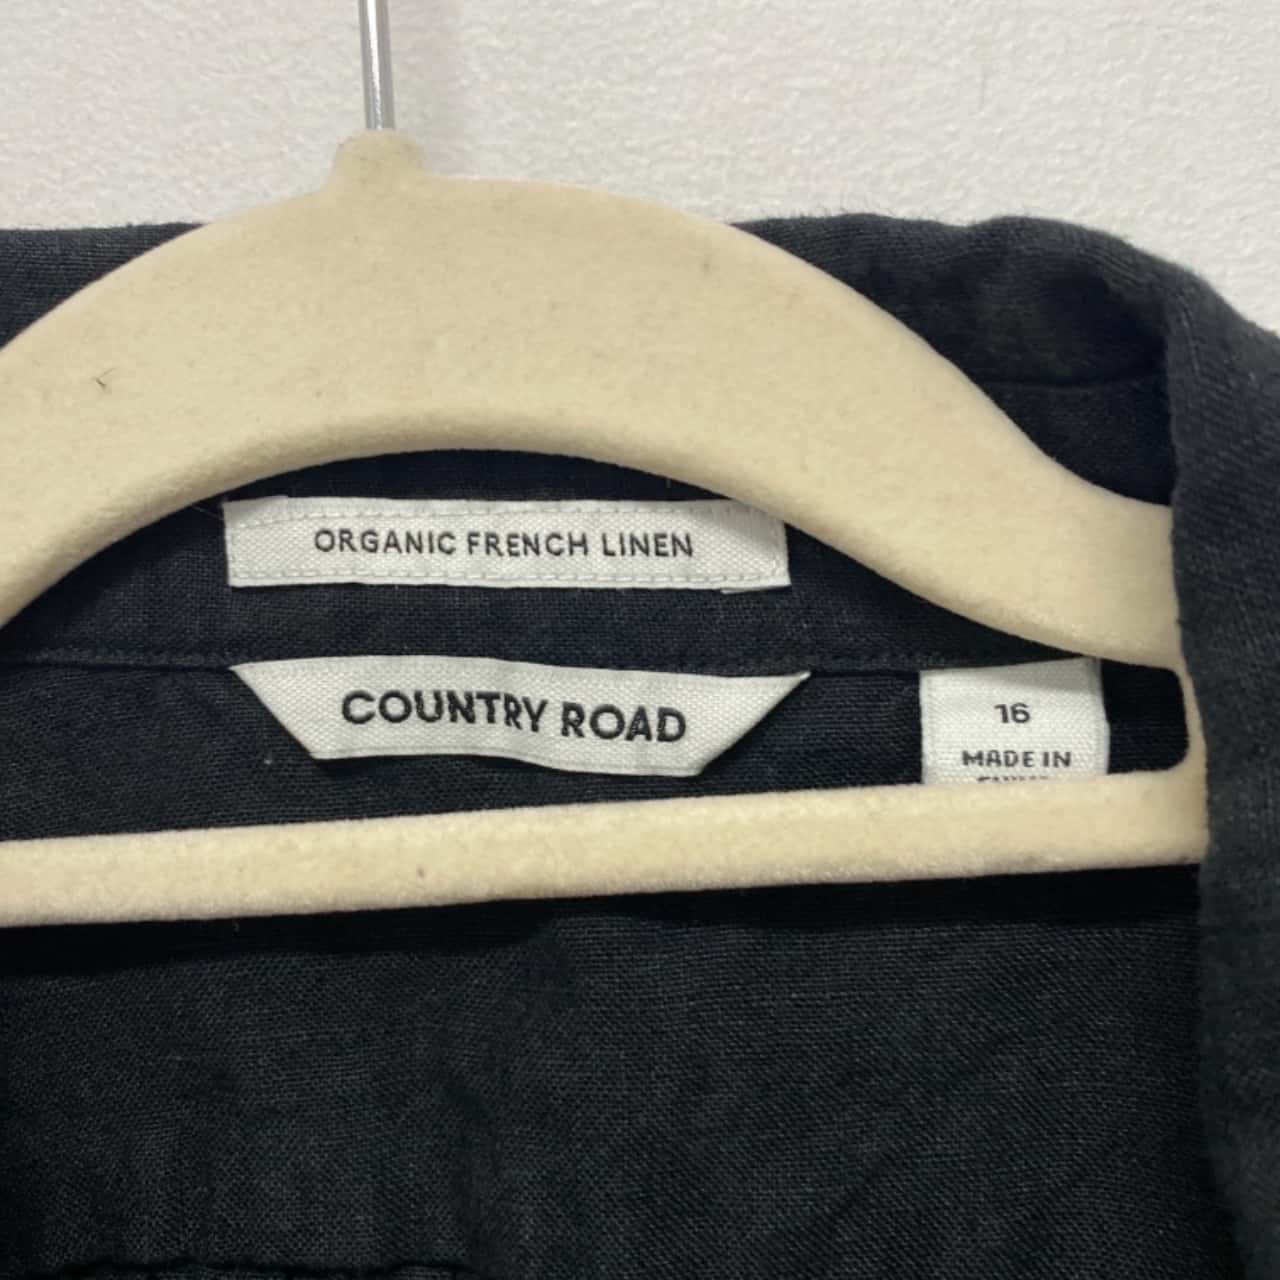 ORGANIC FRENCH LINEN
COUNTRY ROAD
16
MADE IN